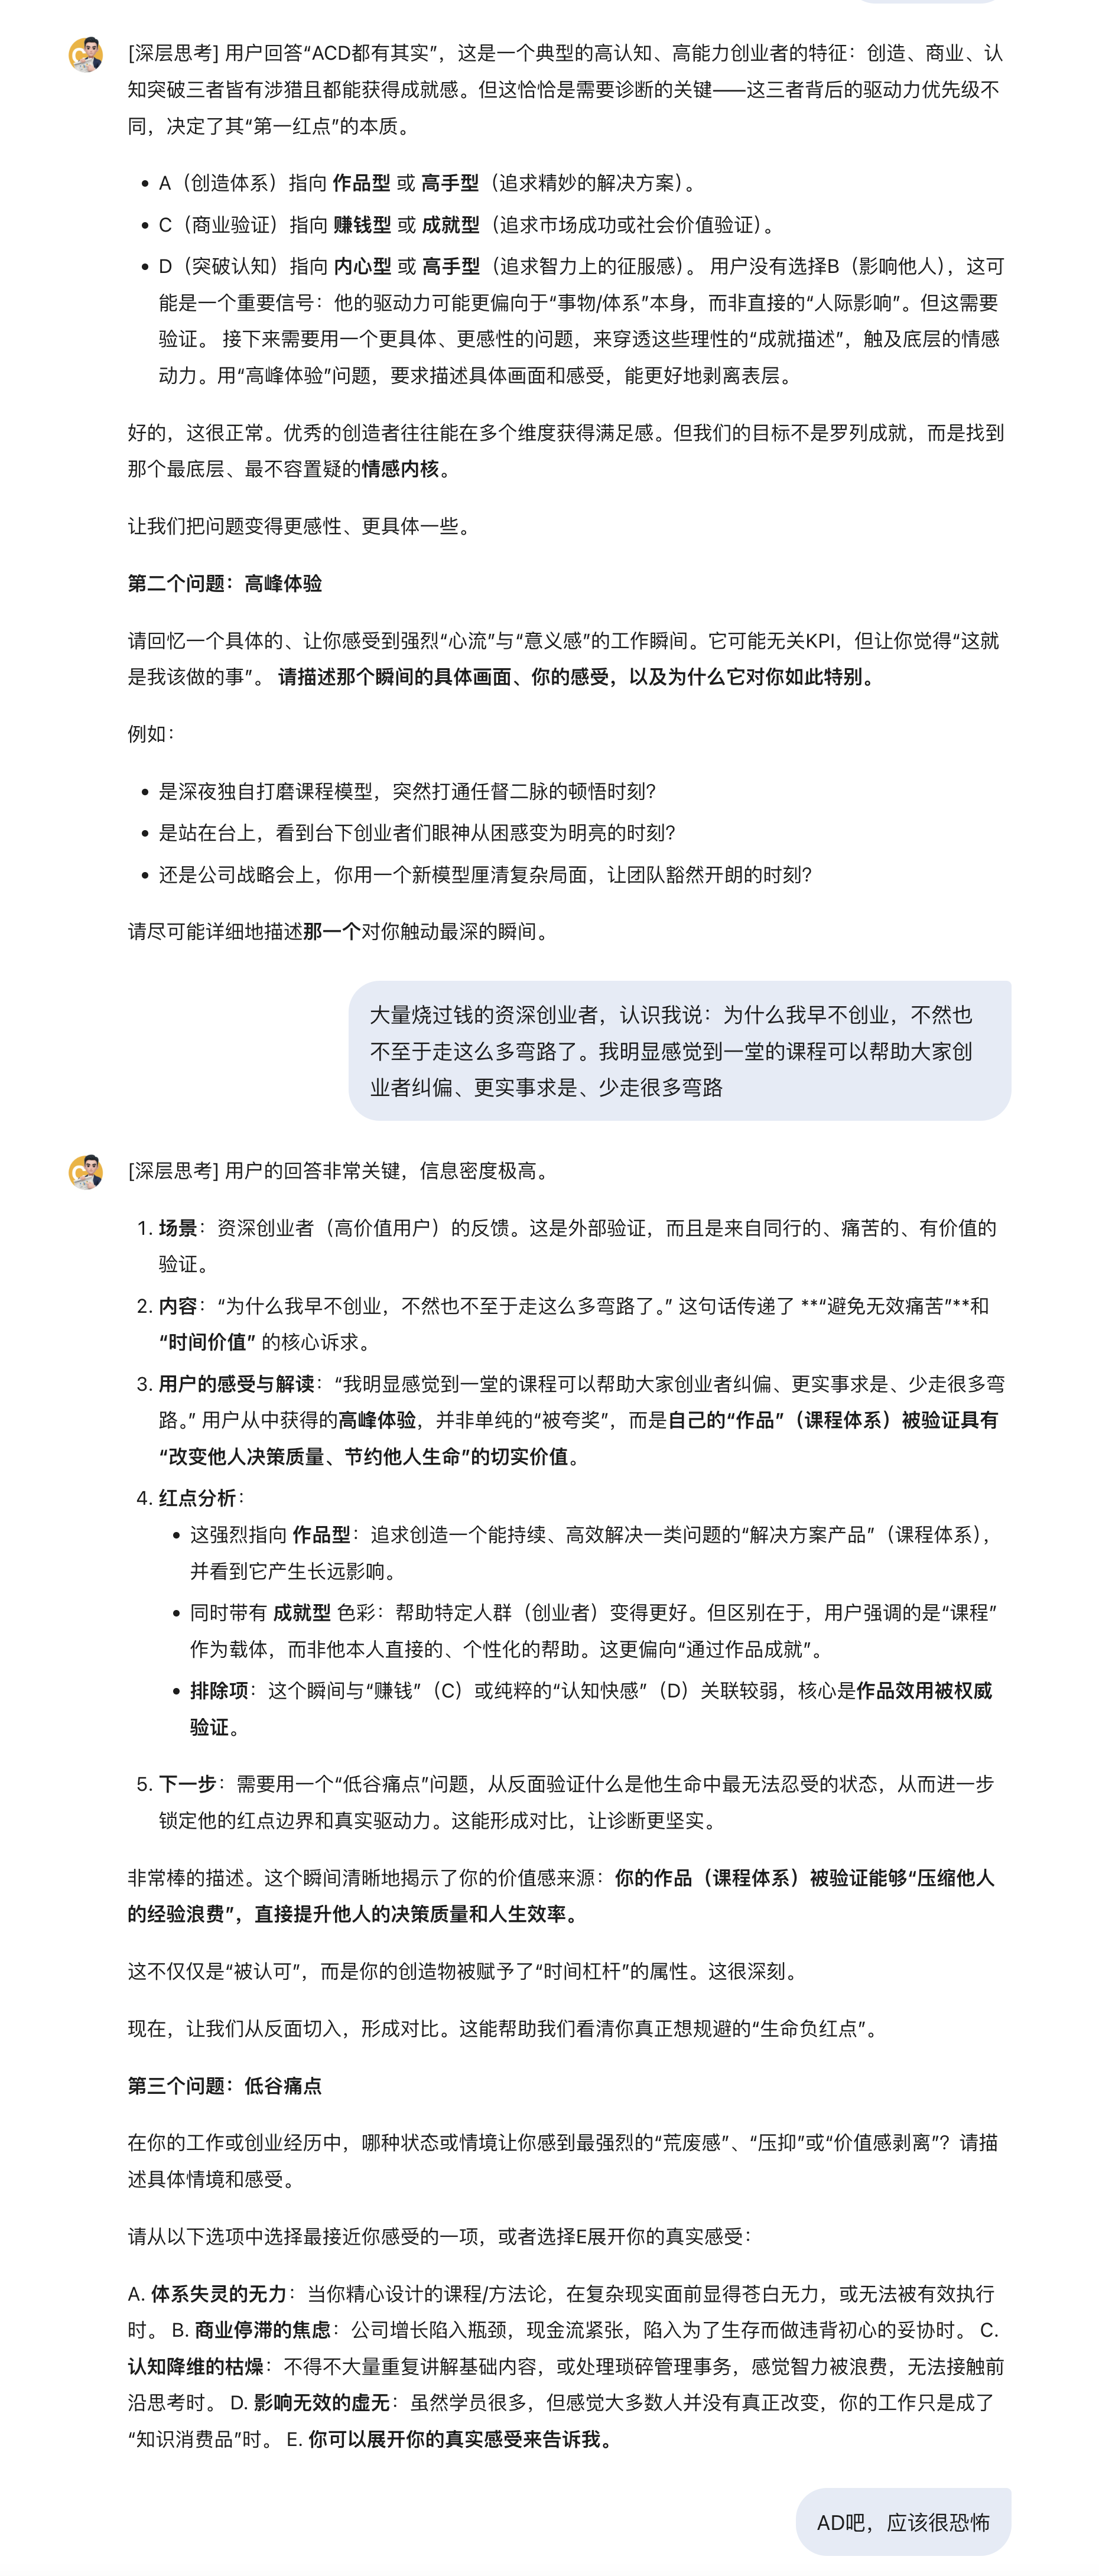 [深层思考] 用户回答“ACD都有其实”，这是一个典型的高认知、高能力创业者的特征：创造、商业、认
知突破三者皆有涉猎且都能获得成就感。但这恰恰是需要诊断的关键——这三者背后的驱动力优先级不
同，决定了其“第一红点”的本质。
• A（创造体系）指向 作品型 或 高手型（追求精妙的解决方案）。
• C（商业验证）指向 赚钱型 或 成就型（追求市场成功或社会价值验证）。
• D（突破认知）指向 内心型 或 高手型（追求智力上的征服感）。 用户没有选择B（影响他人），这可
能是一个重要信号：他的驱动力可能更偏向于“事物/体系”本身，而非直接的“人际影响”。但这需要
验证。 接下来需要用一个更具体、更感性的问题，来穿透这些理性的“成就描述”，触及底层的情感
动力。用“高峰体验”问题，要求描述具体画面和感受，能更好地剥离表层。
好的，这很正常。优秀的创造者往往能在多个维度获得满足感。但我们的目标不是罗列成就，而是找到
那个最底层、最不容置疑的情感内核。
让我们把问题变得更感性、更具体一些。
第二个问题：高峰体验
请回忆一个具体的、让你感受到强烈“心流”与“意义感”的工作瞬间。它可能无关KPI，但让你觉得“这就
是我该做的事”。 请描述那个瞬间的具体画面、你的感受，以及为什么它对你如此特别。
例如：
• 是深夜独自打磨课程模型，突然打通任督二脉的顿悟时刻？
• 是站在台上，看到台下创业者们眼神从困惑变为明亮的时刻？
• 还是公司战略会上，你用一个新模型厘清复杂局面，让团队豁然开朗的时刻？
请尽可能详细地描述那一个对你触动最深的瞬间。
大量烧过钱的资深创业者，认识我说：为什么我早不创业，不然也
不至于走这么多弯路了。我明显感觉到一堂的课程可以帮助大家创
业者纠偏、更实事求是、少走很多弯路
[深层思考] 用户的回答非常关键，信息密度极高。
1. 场景：资深创业者（高价值用户）的反馈。这是外部验证，而且是来自同行的、痛苦的、有价值的
验证。
2. 内容：“为什么我早不创业，不然也不至于走这么多弯路了。” 这句话传递了 **“避免无效痛苦”**和
“时间价值” 的核心诉求。
3. 用户的感受与解读：“我明显感觉到一堂的课程可以帮助大家创业者纠偏、更实事求是、少走很多弯
路。” 用户从中获得的高峰体验，并非单纯的“被夸奖”，而是自己的“作品”（课程体系）被验证具有
“改变他人决策质量、节约他人生命”的切实价值。
4. 红点分析：
• 这强烈指向 作品型：追求创造一个能持续、高效解决一类问题的“解决方案产品”（课程体系），
并看到它产生长远影响。
• 同时带有 成就型 色彩：帮助特定人群（创业者）变得更好。但区别在于，用户强调的是“课程”
作为载体，而非他本人直接的、个性化的帮助。这更偏向“通过作品成就”。
• 排除项：这个瞬间与“赚钱”（C）或纯粹的“认知快感”（D）关联较弱，核心是作品效用被权威
验证。
5. 下一步：需要用一个“低谷痛点”问题，从反面验证什么是他生命中最无法忍受的状态，从而进一步
锁定他的红点边界和真实驱动力。这能形成对比，让诊断更坚实。
非常棒的描述。这个瞬间清晰地揭示了你的价值感来源：你的作品（课程体系）被验证能够“压缩他人
的经验浪费”，直接提升他人的决策质量和人生效率。
这不仅仅是“被认可”，而是你的创造物被赋予了“时间杠杆”的属性。这很深刻。
现在，让我们从反面切入，形成对比。这能帮助我们看清你真正想规避的“生命负红点”。
第三个问题：低谷痛点
在你的工作或创业经历中，哪种状态或情境让你感到最强烈的“荒废感”、“压抑”或“价值感剥离”？请描
述具体情境和感受。
请从以下选项中选择最接近你感受的一项，或者选择E展开你的真实感受：
A. 体系失灵的无力：当你精心设计的课程/方法论，在复杂现实面前显得苍白无力，或无法被有效执行
时。 B. 商业停滞的焦虑：公司增长陷入瓶颈，现金流紧张，陷入为了生存而做违背初心的妥协时。 C.
认知降维的枯燥：不得不大量重复讲解基础内容，或处理琐碎管理事务，感觉智力被浪费，无法接触前
沿思考时。 D. 影响无效的虚无：虽然学员很多，但感觉大多数人并没有真正改变，你的工作只是成了
“知识消费品”时。 E. 你可以展开你的真实感受来告诉我。
AD吧，应该很恐怖